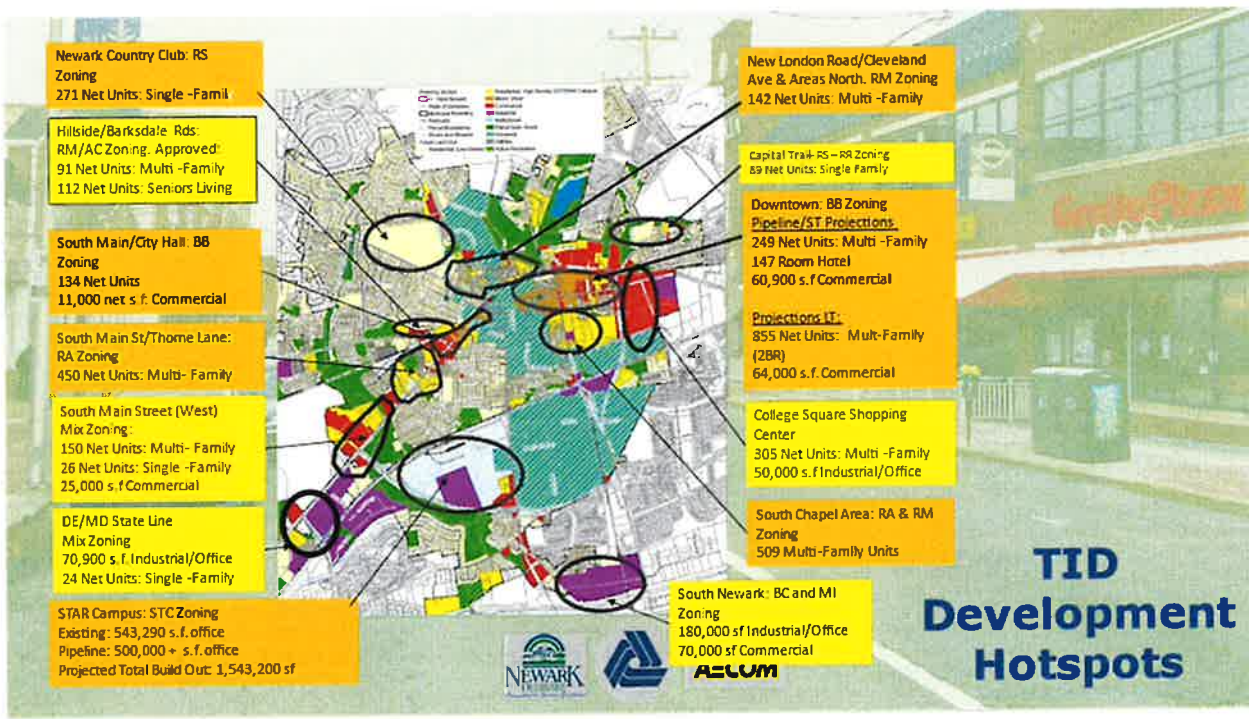 Newark Country Club: RS
Zoning
271 Net Units: Single -Famil
Hillside/Barksdale Rds:
RM/AC Zoning. Approved:
91 Net Units: Multi -Family
112 Net Units: Seniors Living
South Main/City Hall: BB
Zoning
134 Net Units
11,000 net s.f. Commercial
South Main St/Thorne Lane:
RA Zoning
450 Net Units: Multi- Family
South Main Street (West)
Mix Zoning:
150 Net Units: Multi- Family
26 Net Units: Single -Family
25,000 s.f Commercial
DE/MD State Line
Mix Zoning
70,900 s.f. Industrial/Office
24 Net Units: Single -Family
STAR Campus: STC Zoning
Existing: 543,290 s.f. office
Pipeline: 500,000 + s.f. office
Projected Total Build Out: 1,543,200 sf
New London Road/Cleveland
Ave & Areas North. RM Zoning
142 Net Units: Multi -Family
Capital Trail- RS – RR Zoning
89 Net Units: Single Family
Downtown: BB Zoning
Pipeline/ST Projections
249 Net Units: Multi -Family
147 Room Hotel
60,900 s.f Commercial
Projections LT:
855 Net Units: Mult-Family
(2BR)
64,000 s.f. Commercial
College Square Shopping
Center
305 Net Units: Multi -Family
50,000 s.f Industrial/Office
South Chapel Area: RA & RM
Zoning
509 Multi-Family Units
South Newark: BC and MI
Zoning
180,000 sf Industrial/Office
70,000 sf Commercial
NEWARK
DELAWARE
AECOM
TID
Development
Hotspots